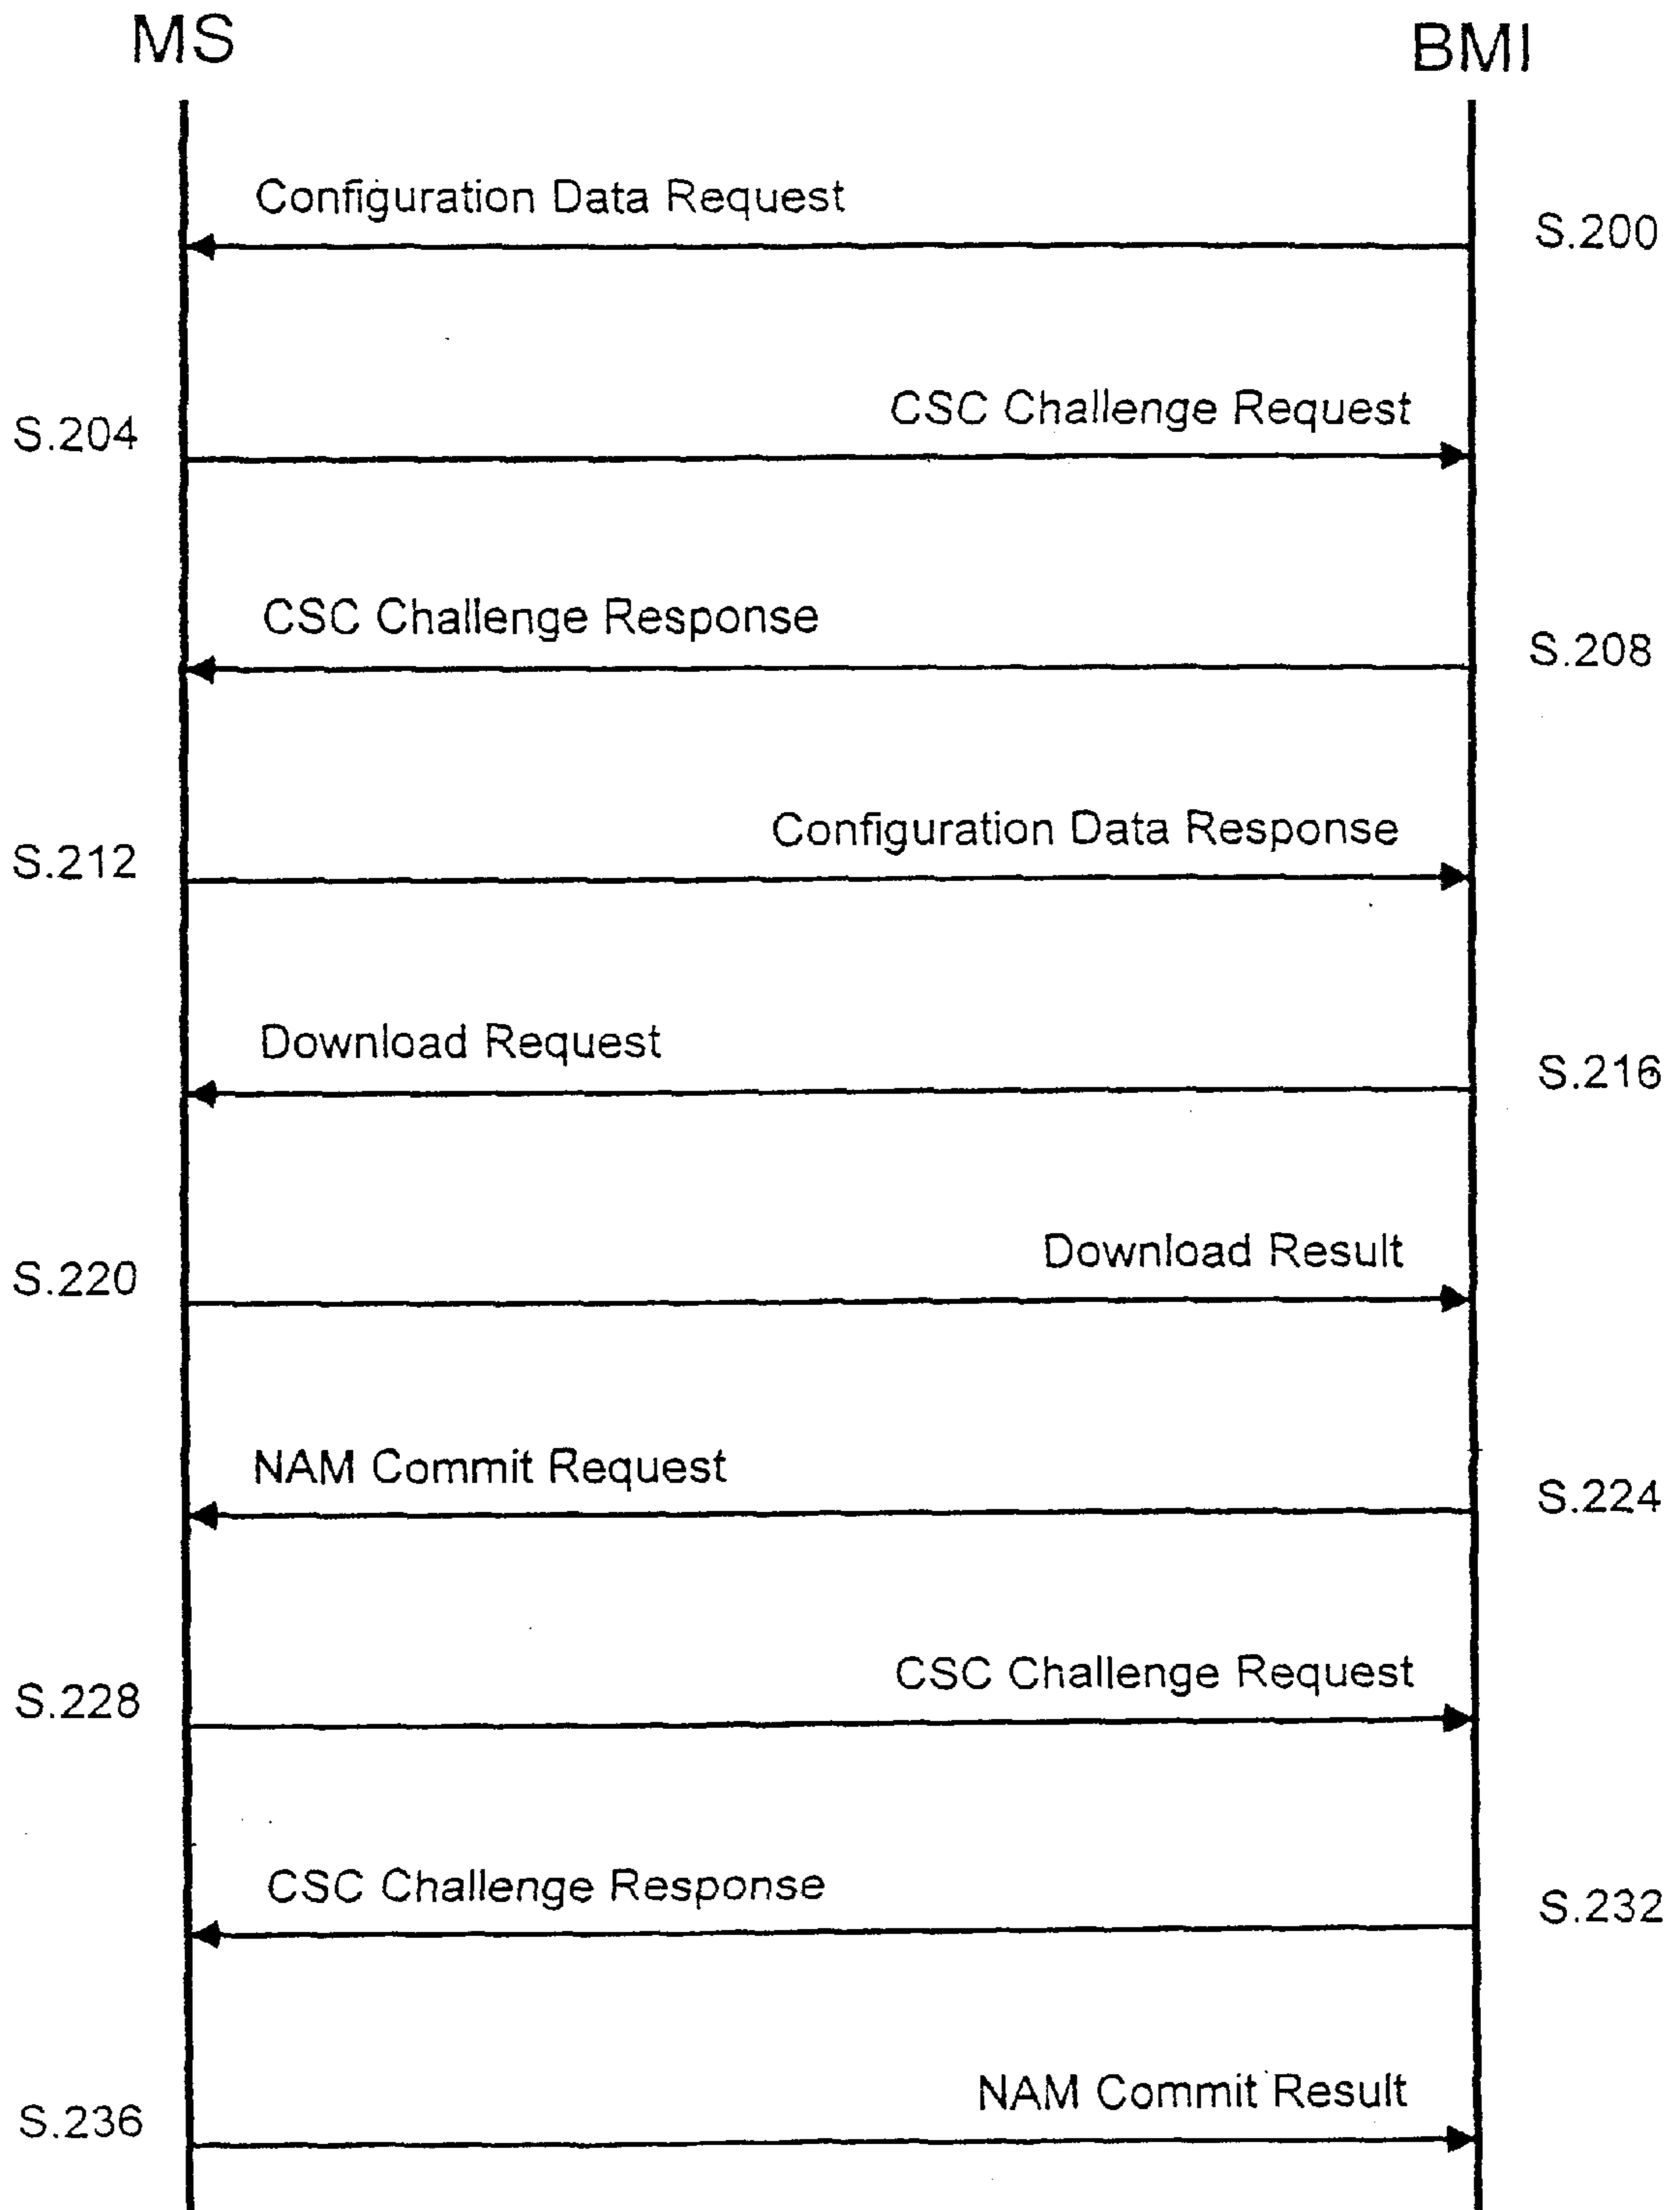 MS
BMI
Configuration Data Request
S.200
CSC Challenge Request
S.204
CSC Challenge Response
S.208
Configuration Data Response
S.212
Download Request
S.216
Download Result
S.220
NAM Commit Request
S.224
CSC Challenge Request
S.228
CSC Challenge Response
S.232
NAM Commit Result
S.236